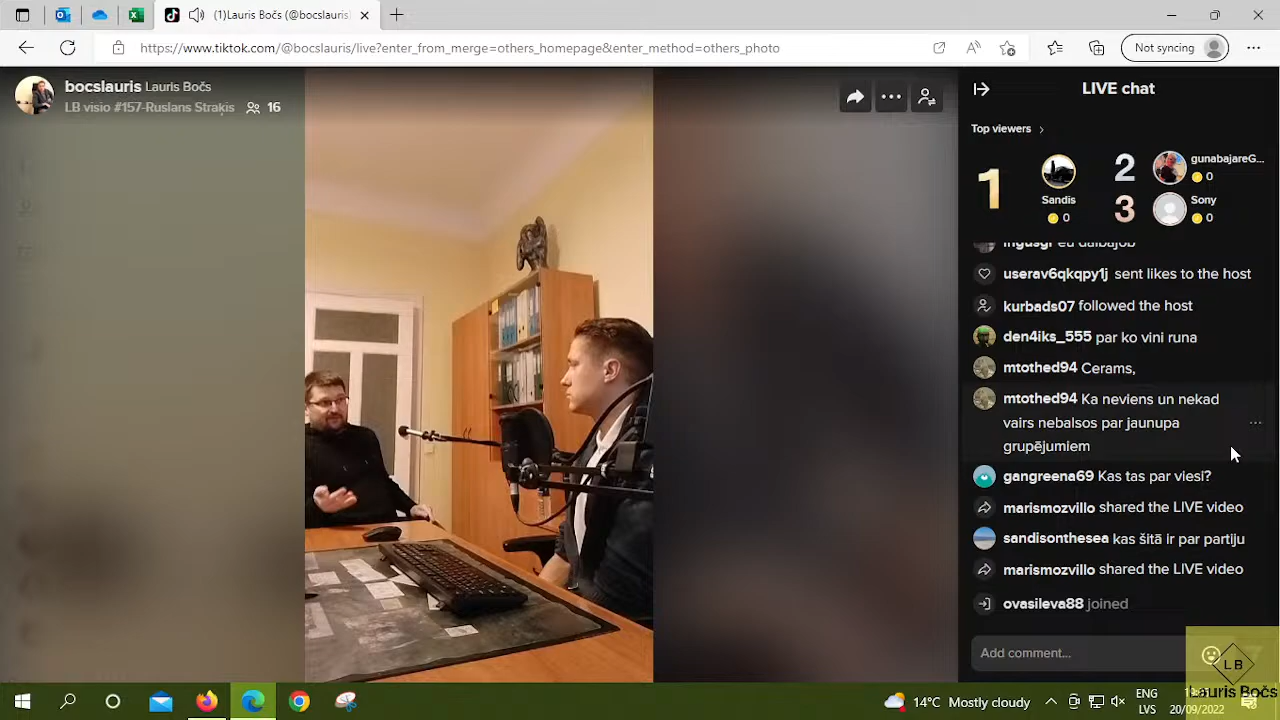 (1)Lauris Bočs (@bocslauris
https://www.tiktok.com/@bocslauris/live?enter_from_merge=others_homepage&enter_method=others_photo
Not syncing
bocslauris Lauris Bočs
LB visio #157-Ruslans Straķis 16
LIVE chat
Top viewers
1
Sandis
0
2
gunabajareG...
0
3
Sony
0
userav6qkqpy1j sent likes to the host
kurbads07 followed the host
den4iks_555 par ko vini runa
mtothed94 Cerams,
mtothed94 Ka neviens un nekad
vairs nebalsos par jaunupa
grupējumiem
gangreena69 Kas tas par viesi?
marismozvillo shared the LIVE video
sandisonthesea kas šitā ir par partiju
marismozvillo shared the LIVE video
ovasileva88 joined
Add comment...
LB
Lauris Bočs
14°C Mostly cloudy
ENG
LVS
20/09/2022